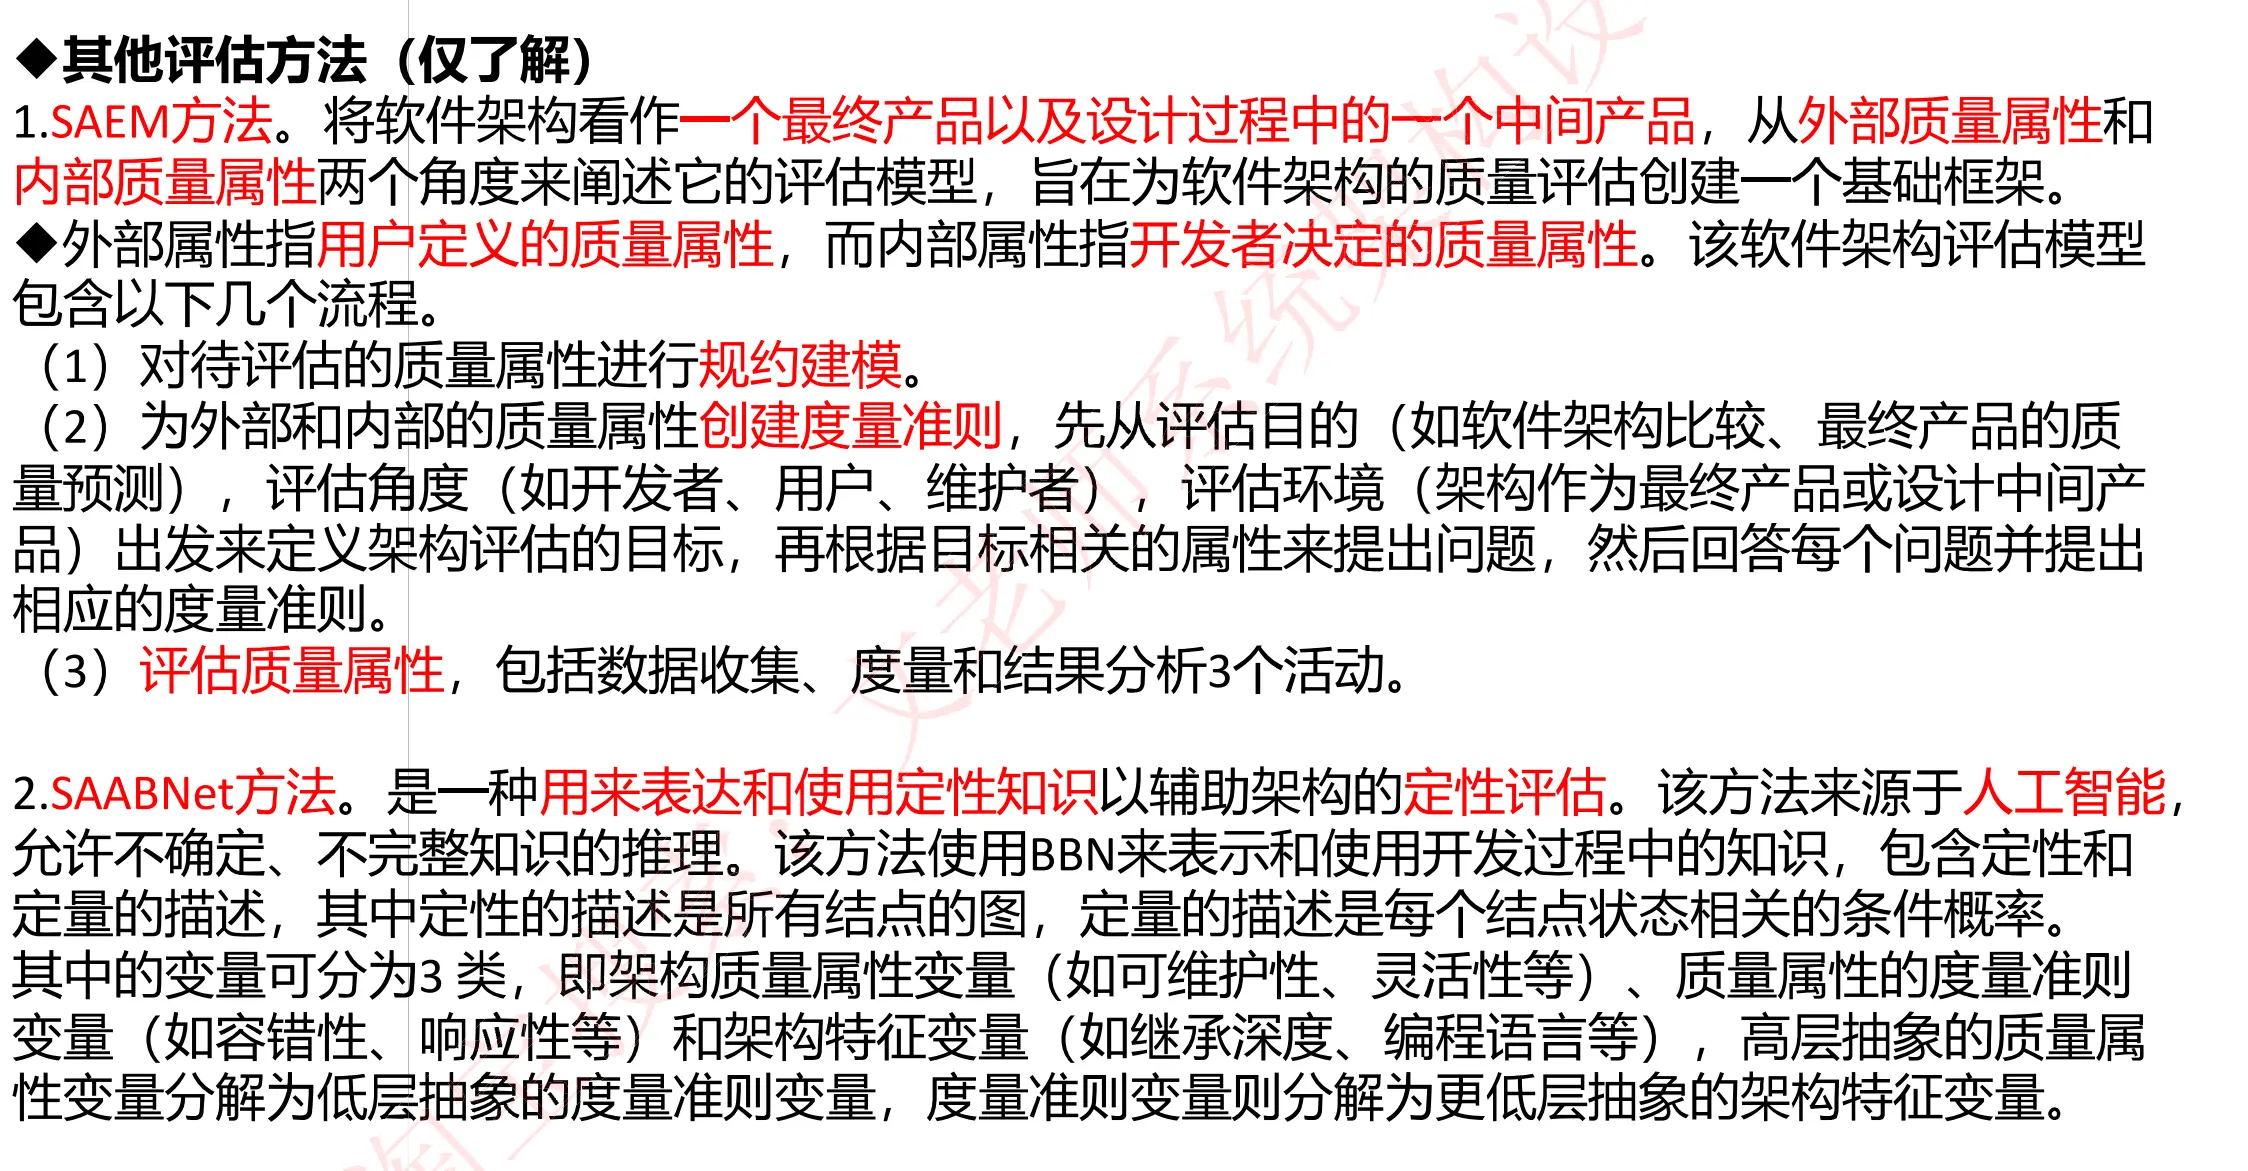 ◆其他评估方法（仅了解）
1.SAEM方法。将软件架构看作一个最终产品以及设计过程中的一个中间产品，从外部质量属性和
内部质量属性两个角度来阐述它的评估模型，旨在为软件架构的质量评估创建一个基础框架。
◆外部属性指用户定义的质量属性，而内部属性指开发者决定的质量属性。该软件架构评估模型
包含以下几个流程。
（1）对待评估的质量属性进行规约建模。
（2）为外部和内部的质量属性创建度量准则，先从评估目的（如软件架构比较、最终产品的质
量预测），评估角度（如开发者、用户、维护者），评估环境（架构作为最终产品或设计中间产
品）出发来定义架构评估的目标，再根据目标相关的属性来提出问题，然后回答每个问题并提出
相应的度量准则。
（3）评估质量属性，包括数据收集、度量和结果分析3个活动。
2.SAABNet方法。是一种用来表达和使用定性知识以辅助架构的定性评估。该方法来源于人工智能，
允许不确定、不完整知识的推理。该方法使用BBN来表示和使用开发过程中的知识，包含定性和
定量的描述，其中定性的描述是所有结点的图，定量的描述是每个结点状态相关的条件概率。
其中的变量可分为3 类，即架构质量属性变量（如可维护性、灵活性等）、质量属性的度量准则
变量（如容错性、响应性等）和架构特征变量（如继承深度、编程语言等），高层抽象的质量属
性变量分解为低层抽象的度量准则变量，度量准则变量则分解为更低层抽象的架构特征变量。
淘宝搜索：文老师系统架构设